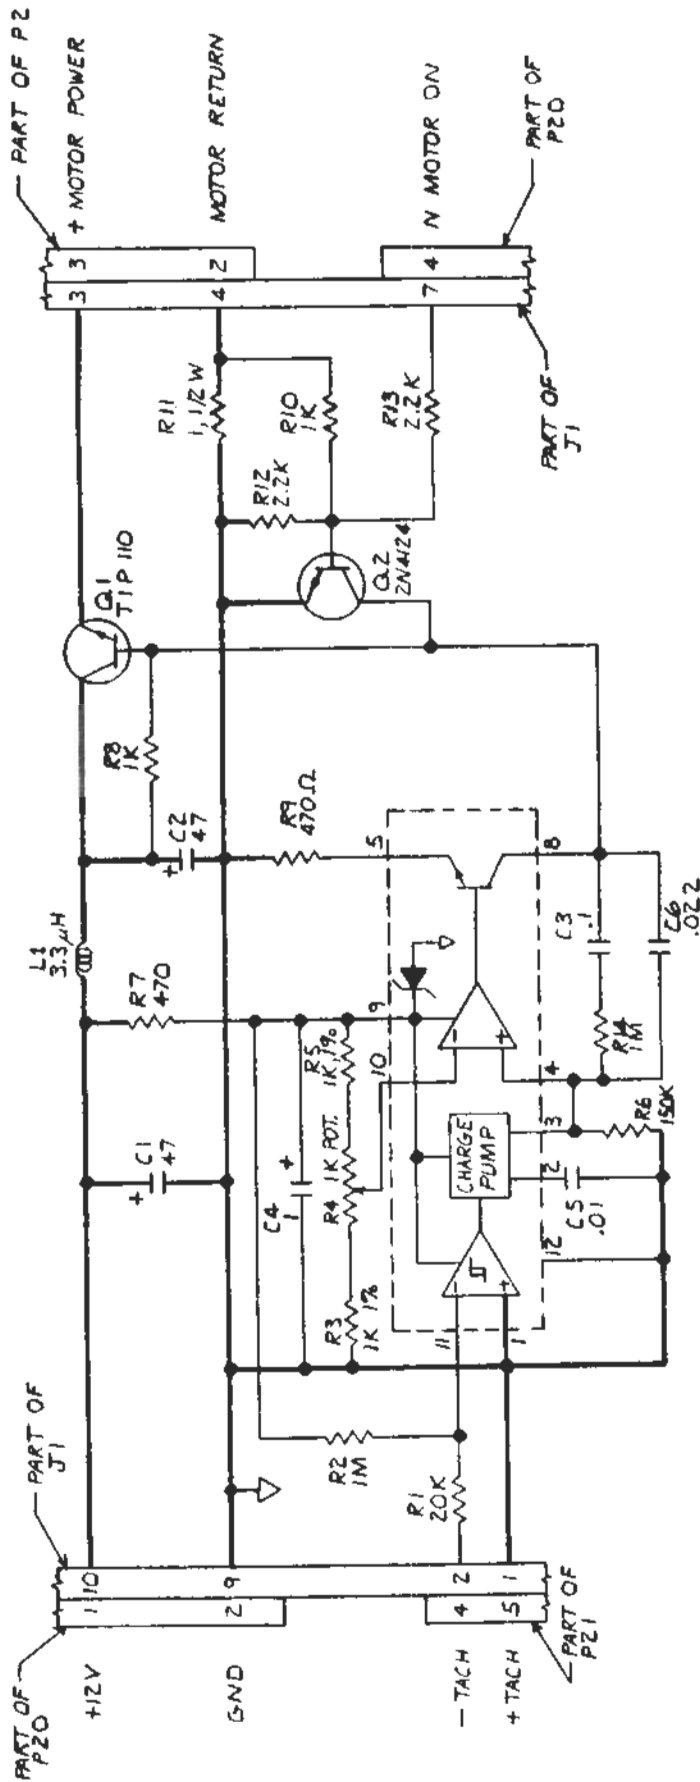 PART OF
P20
PART OF
J1
+12V
1
10
GND
2
9
-TACH
4
2
+TACH
5
1
PART OF
P21
R1
20K
R2
1M
R3
1K 1%
R4 1K POT.
R5
1K 1%
C4
1
+
C1
47
+
R7
470
L1
3.3 μH
C2
47
+
R8
1K
Q1
TIP 110
R9
470Ω
11
1
12
2
3
4
10
9
5
8
CHARGE
PUMP
-
+
-
+
C5
.01
R6
150K
R14
1M
C3
.1
C6
.022
Q2
2N4124
R12
2.2K
R11
1, 1/2 W
R10
1K
R13
2.2K
PART OF
J1
3
3
+ MOTOR POWER
4
2
MOTOR RETURN
7
4
N MOTOR ON
PART OF P2
PART OF
P20